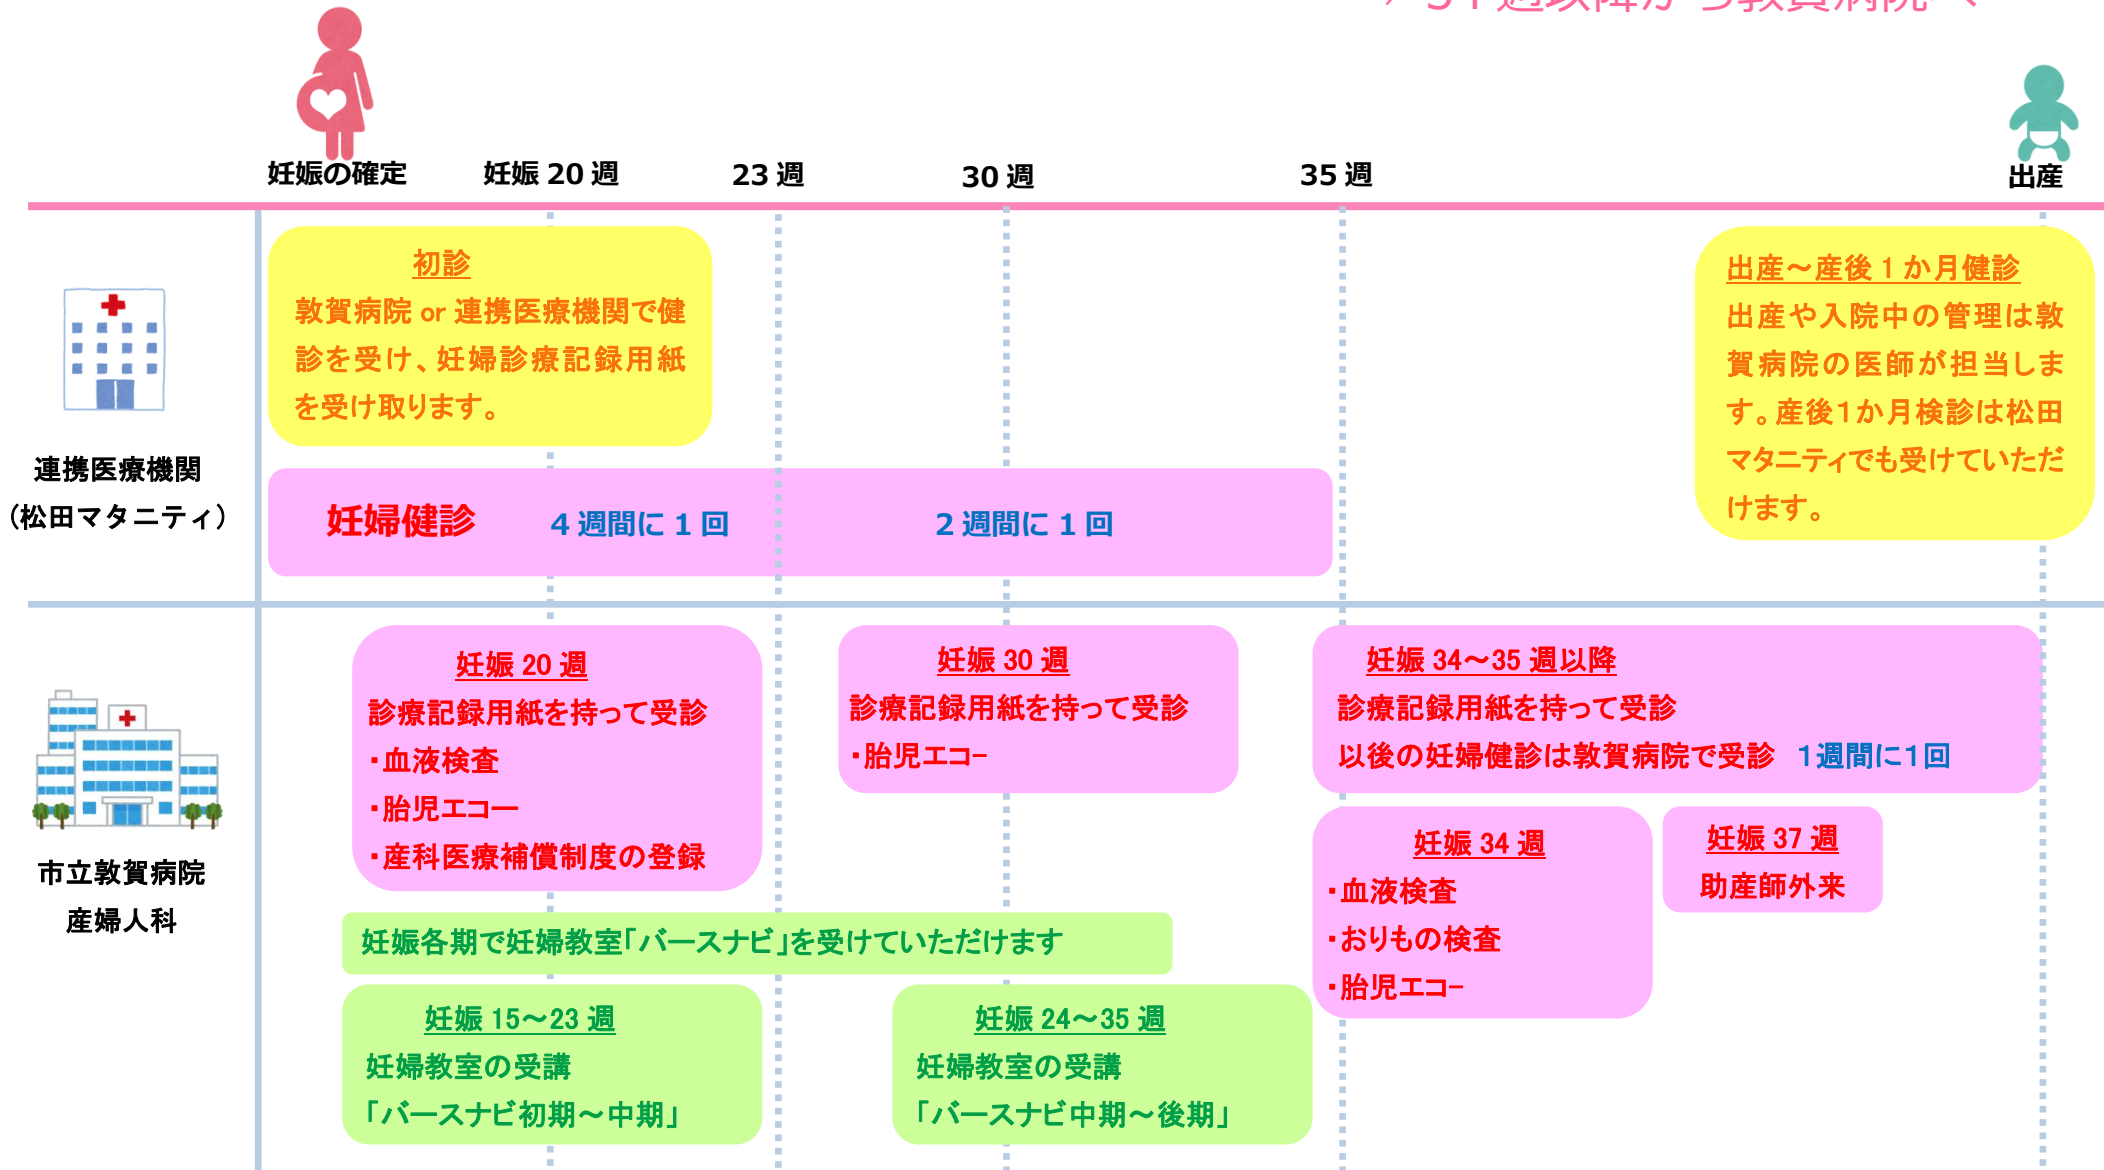 34週以降から敦賀病院へ
妊娠の確定
妊娠 20 週
23 週
30 週
35 週
出産
初診
敦賀病院 or 連携医療機関で健
診を受け、妊婦診療記録用紙
を受け取ります。
出産～産後 1 か月健診
出産や入院中の管理は敦
賀病院の医師が担当しま
す。産後1か月検診は松田
マタニティでも受けていただ
けます。
連携医療機関
（松田マタニティ）
妊婦健診
4 週間に 1 回
2 週間に 1 回
妊娠 20 週
診療記録用紙を持って受診
・血液検査
・胎児エコー
・産科医療補償制度の登録
妊娠 30 週
診療記録用紙を持って受診
・胎児エコー
妊娠 34～35 週以降
診療記録用紙を持って受診
以後の妊婦健診は敦賀病院で受診　1週間に1回
市立敦賀病院
産婦人科
妊娠 34 週
・血液検査
・おりもの検査
・胎児エコー
妊娠 37 週
助産師外来
妊娠各期で妊婦教室「バースナビ」を受けていただけます
妊娠 15～23 週
妊婦教室の受講
「バースナビ初期～中期」
妊娠 24～35 週
妊婦教室の受講
「バースナビ中期～後期」